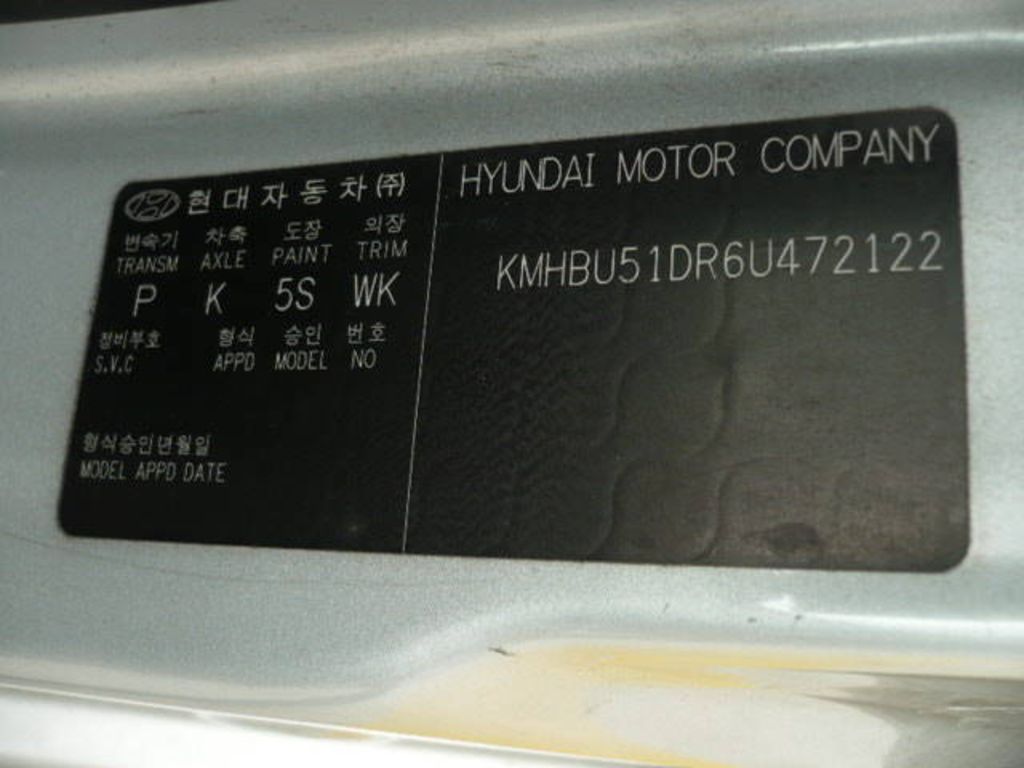 현대자동차(주)
변속기 차축 도장 의장
TRANSM AXLE PAINT TRIM
P K 5S WK
정비부호 형식 승인 번호
S.V.C APPD MODEL NO
형식승인년월일
MODEL APPD DATE
HYUNDAI MOTOR COMPANY
KMHBU51DR6U472122